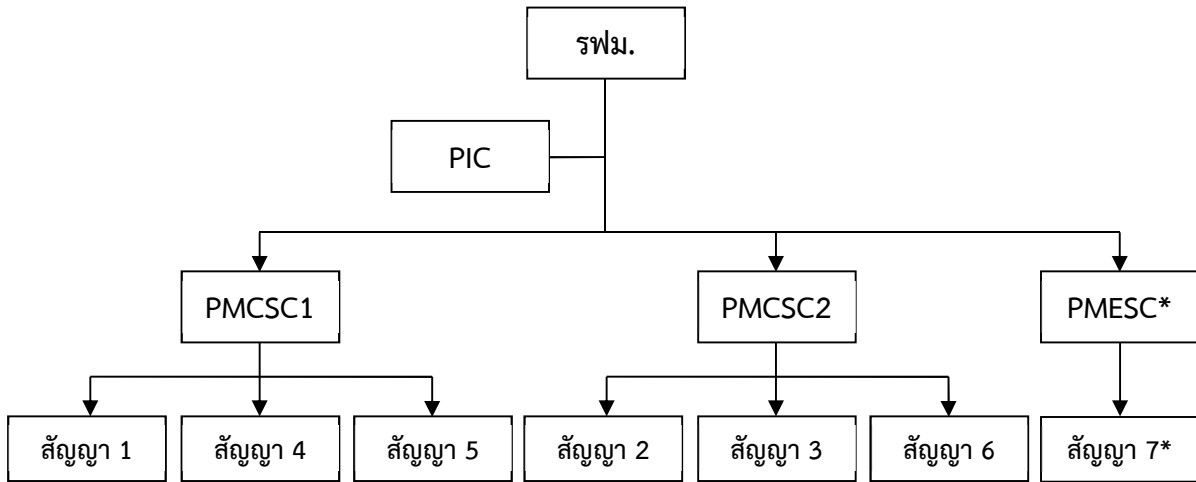 รฟม.
PIC
PMCSC1
PMCSC2
PMESC*
สัญญา 1
สัญญา 4
สัญญา 5
สัญญา 2
สัญญา 3
สัญญา 6
สัญญา 7*